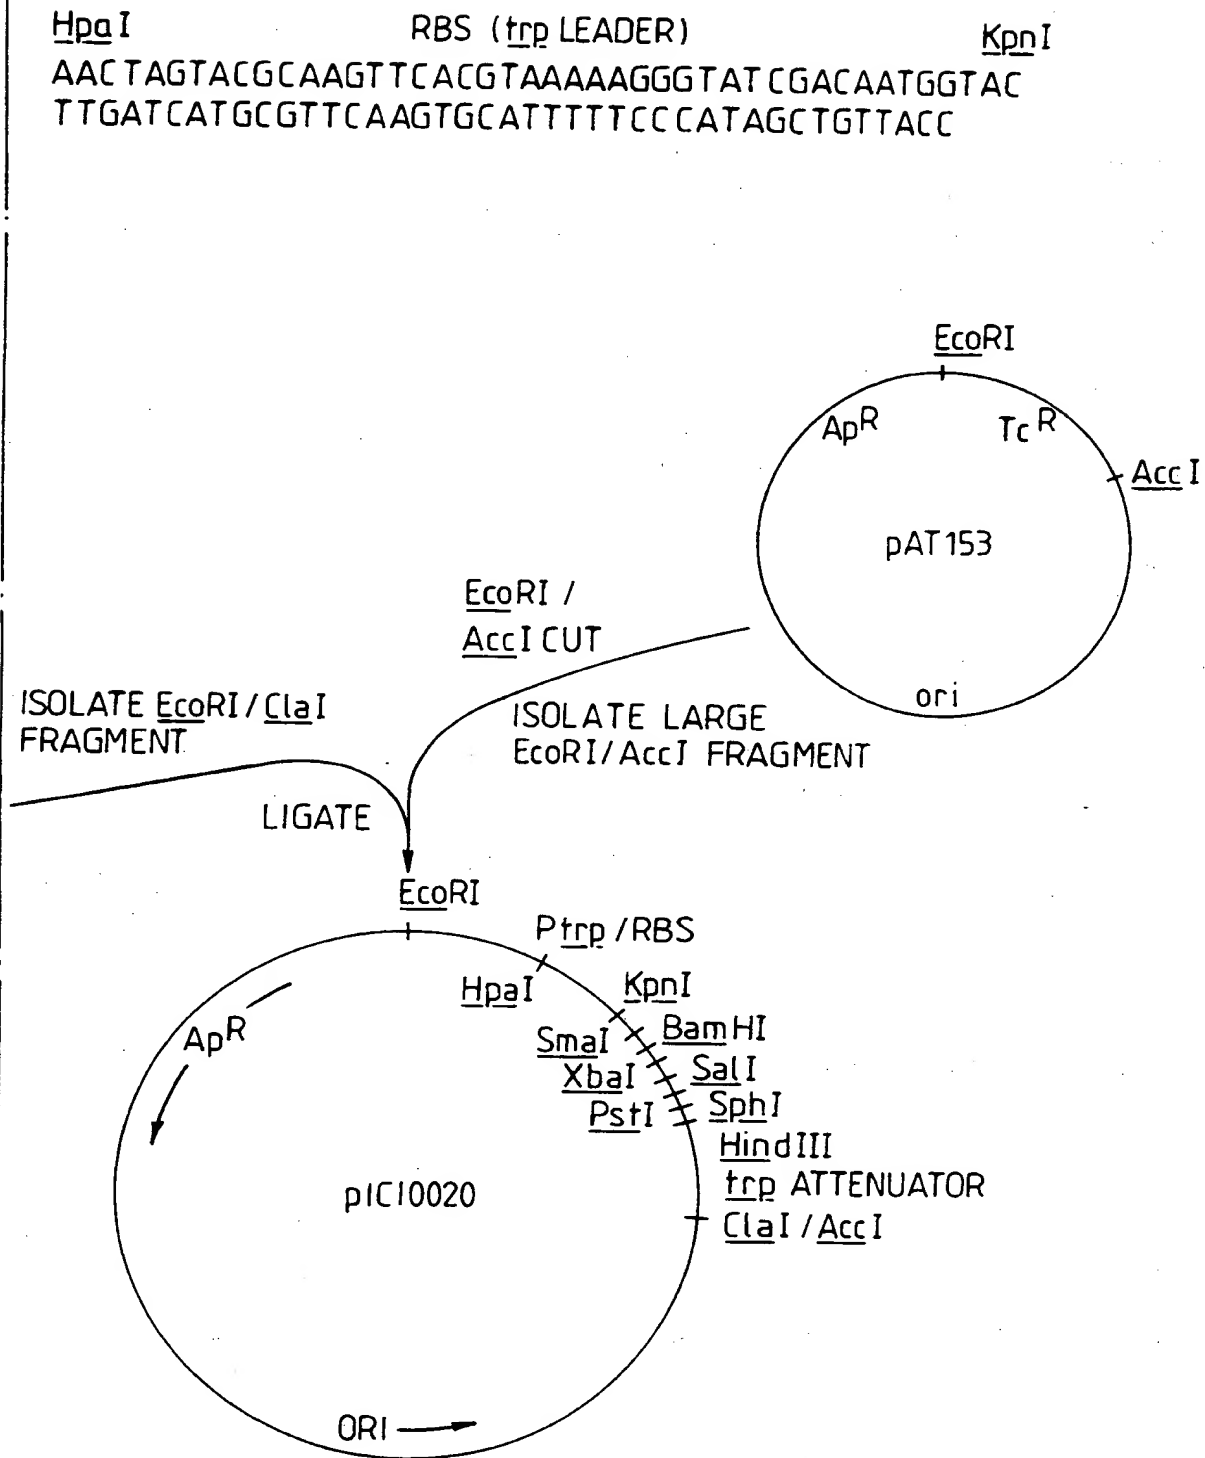 HpaI RBS (trp LEADER) KpnI
AACTAGTACGCAAGTTCACGTAAAAAGGGTATCGACAATGGTAC
TTGATCATGCGTTCAAGTGCATTTTTCCCATAGCTGTTACC
EcoRI
ApR TcR
AccI
pAT153
ori
EcoRI /
AccI CUT
ISOLATE LARGE
EcoRI/AccI FRAGMENT
ISOLATE EcoRI/ClaI
FRAGMENT
LIGATE
EcoRI
Ptrp /RBS
HpaI
KpnI
ApR
SmaI
BamHI
XbaI
SalI
PstI
SphI
HindIII
trp ATTENUATOR
ClaI /AccI
pICI0020
ORI